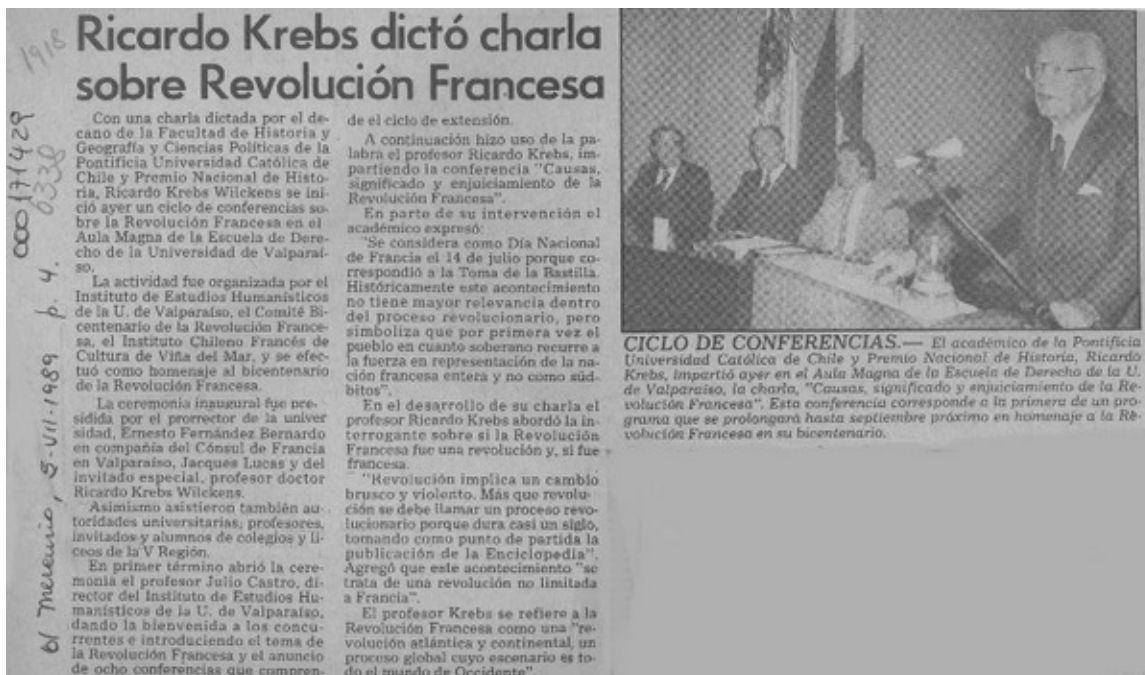 Ricardo Krebs dictó charla
sobre Revolución Francesa
Con una charla dictada por el de-
cano de la Facultad de Historia y
Geografía y Ciencias Políticas de la
Pontificia Universidad Católica de
Chile y Premio Nacional de Histo-
ria, Ricardo Krebs Wilckens se ini-
ció ayer un ciclo de conferencias so-
bre la Revolución Francesa en el
Aula Magna de la Escuela de Dere-
cho de la Universidad de Valparaí-
so.
La actividad fue organizada por el
Instituto de Estudios Humanísticos
de la U. de Valparaíso, el Comité Bi-
centenario de la Revolución France-
sa, el Instituto Chileno Francés de
Cultura de Viña del Mar, y se efec-
tuó como homenaje al bicentenario
de la Revolución Francesa.
La ceremonia inaugural fue pre-
sidida por el prorrector de la univer
sidad, Ernesto Fernández Bernardo
en compañía del Cónsul de Francia
en Valparaíso, Jacques Lucas y del
invitado especial, profesor doctor
Ricardo Krebs Wilckens.
Asimismo asistieron también au-
toridades universitarias, profesores,
invitados y alumnos de colegios y li-
ceos de la V Región.
En primer término abrió la cere-
monia el profesor Julio Castro, di-
rector del Instituto de Estudios Hu-
manísticos de la U. de Valparaíso,
dando la bienvenida a los concu-
rrentes e introduciendo el tema de
la Revolución Francesa y el anuncio
de ocho conferencias que compren-
de el ciclo de extensión.
A continuación hizo uso de la pa-
labra el profesor Ricardo Krebs, im-
partiendo la conferencia "Causas,
significado y enjuiciamiento de la
Revolución Francesa".
En parte de su intervención el
académico expresó:
"Se considera como Día Nacional
de Francia el 14 de julio porque co-
rrespondió a la Toma de la Bastilla.
Históricamente este acontecimiento
no tiene mayor relevancia dentro
del proceso revolucionario, pero
simboliza que por primera vez el
pueblo en cuanto soberano recurre a
la fuerza en representación de la na-
ción francesa entera y no como súb-
bitos".
En el desarrollo de su charla el
profesor Ricardo Krebs abordó la in-
terrogante sobre si la Revolución
Francesa fue una revolución y, si fue
francesa.
"Revolución implica un cambio
brusco y violento. Más que revolu-
ción se debe llamar un proceso revo-
lucionario porque dura casi un siglo,
tomando como punto de partida la
publicación de la Enciclopedia".
Agregó que este acontecimiento "se
trata de una revolución no limitada
a Francia".
El profesor Krebs se refiere a la
Revolución Francesa como una "re-
volución atlántica y continental, un
proceso global cuyo escenario es to-
do el mundo de Occidente".
CICLO DE CONFERENCIAS.— El académico de la Pontificia
Universidad Católica de Chile y Premio Nacional de Historia, Ricardo
Krebs, impartió ayer en el Aula Magna de la Escuela de Derecho de la U.
de Valparaíso, la charla, "Causas, significado y enjuiciamiento de la Re-
volución Francesa". Esta conferencia corresponde a la primera de un pro-
grama que se prolongará hasta septiembre próximo en homenaje a la Re-
volución Francesa en su bicentenario.
1918
000171429
0338
El Mercurio, 5-VII-1989 p. 4.